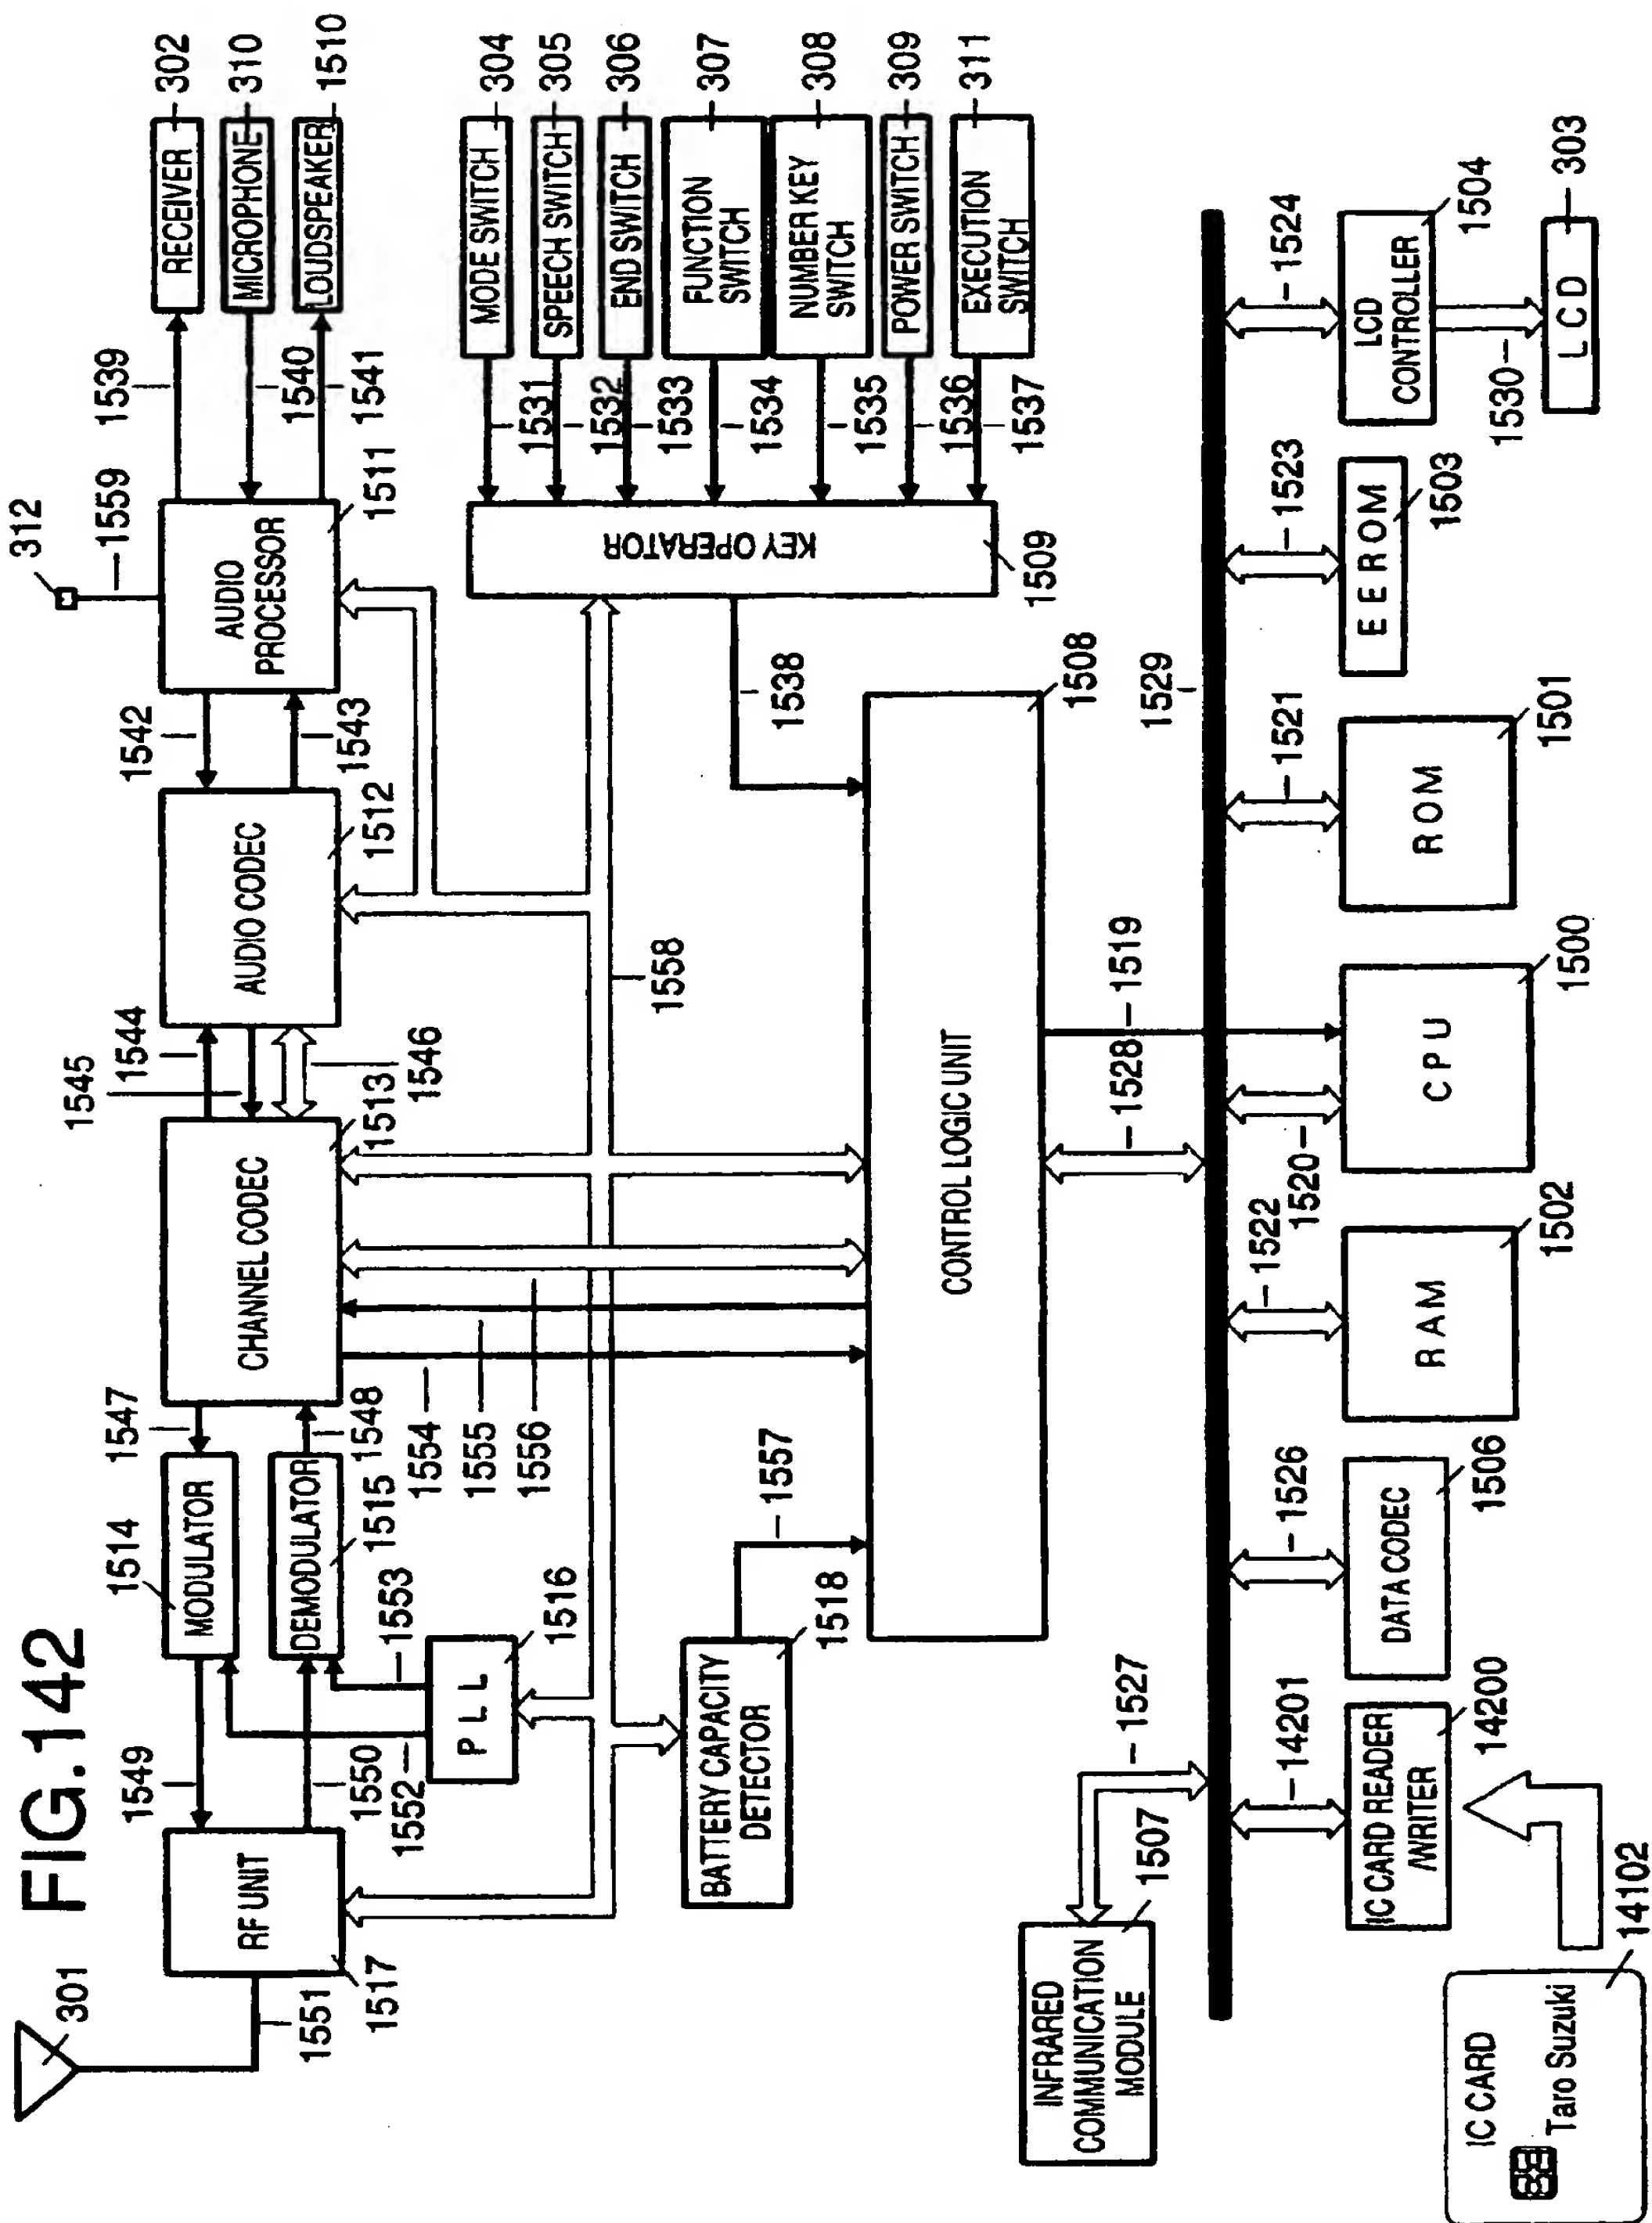 FIG.142
301
1551
RF UNIT
1517
1549
1550
1552
1514
MODULATOR
DEMODULATOR
1515
1553
P L L
1516
1547
1548
CHANNEL CODEC
1513
1554
1555
1556
1545
1544
1546
AUDIO CODEC
1512
1542
1543
312
1559
AUDIO
PROCESSOR
1511
1539
1540
1541
RECEIVER
302
MICROPHONE
310
LOUDSPEAKER
1510
MODE SWITCH
304
SPEECH SWITCH
305
END SWITCH
306
FUNCTION
SWITCH
307
NUMBER KEY
SWITCH
308
POWER SWITCH
309
EXECUTION
SWITCH
311
1531
1532
1533
1534
1535
1536
1537
KEY OPERATOR
1509
1538
1558
BATTERY CAPACITY
DETECTOR
1518
1557
CONTROL LOGIC UNIT
1508
1528
1519
1529
INFRARED
COMMUNICATION
MODULE
1507
1527
IC CARD
Taro Suzuki
14102
14201
IC CARD READER
/WRITER
14200
1526
DATA CODEC
1506
1522
RAM
1502
1520
CPU
1500
1521
ROM
1501
1523
EEROM
1503
1524
LCD
CONTROLLER
1504
1530
LCD
303